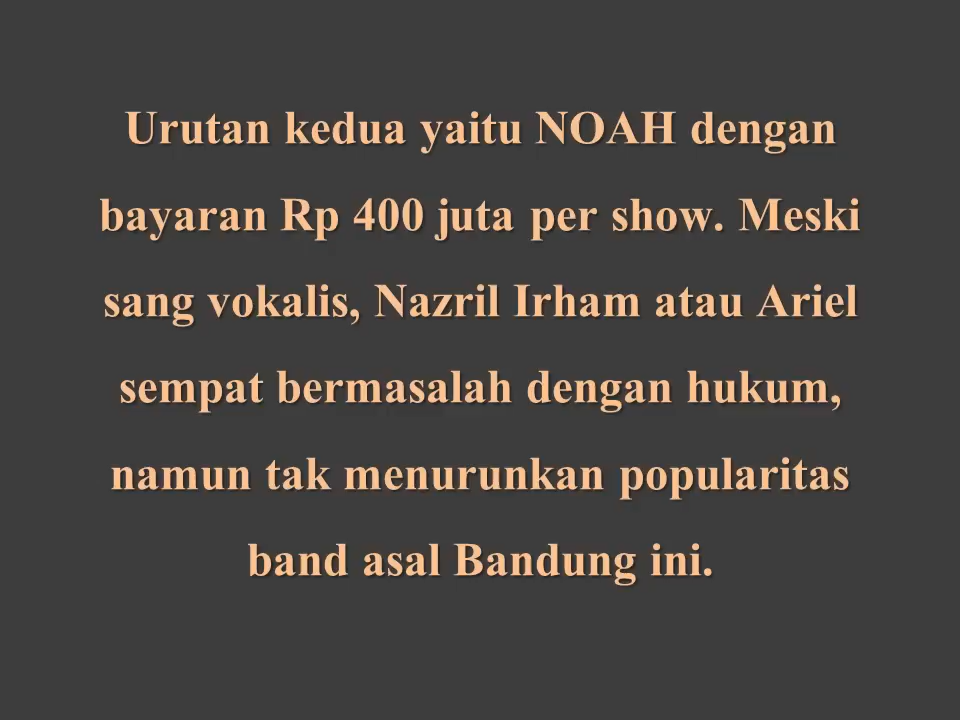 Urutan kedua yaitu NOAH dengan
bayaran Rp 400 juta per show. Meski
sang vokalis, Nazril Irham atau Ariel
sempat bermasalah dengan hukum,
namun tak menurunkan popularitas
band asal Bandung ini.